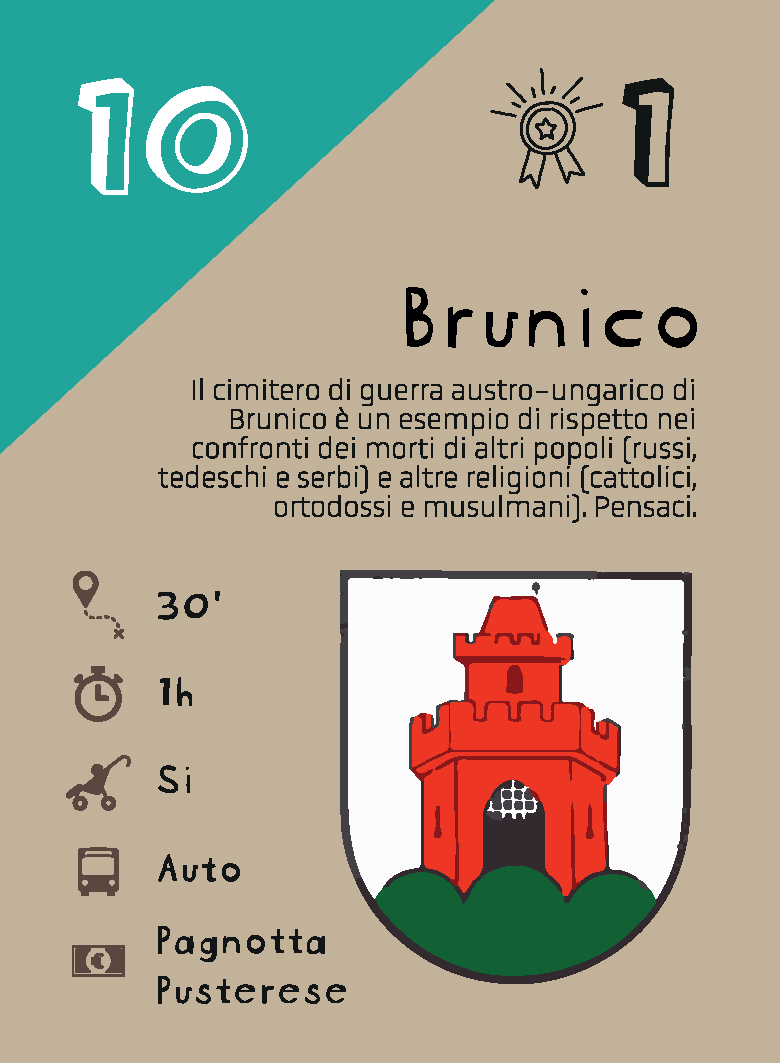 10
1
Brunico
Il cimitero di guerra austro-ungarico di
Brunico è un esempio di rispetto nei
confronti dei morti di altri popoli (russi,
tedeschi e serbi) e altre religioni (cattolici,
ortodossi e musulmani). Pensaci.
30'
1h
Si
Auto
Pagnotta
Pusterese